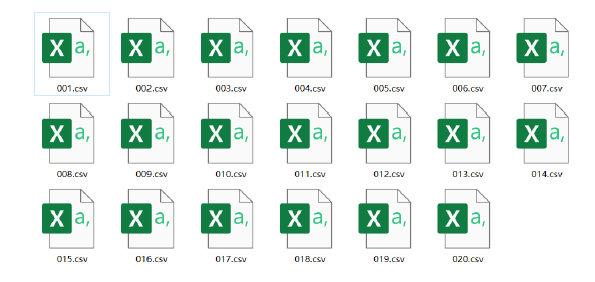 X a, X a, X a, X a, X a, X a, X a,
001.csv 002.csv 003.csv 004.csv 005.csv 006.csv 007.csv
X a, X a, X a, X a, X a, X a, X a,
008.csv 009.csv 010.csv 011.csv 012.csv 013.csv 014.csv
X a, X a, X a, X a, X a, X a,
015.csv 016.csv 017.csv 018.csv 019.csv 020.csv